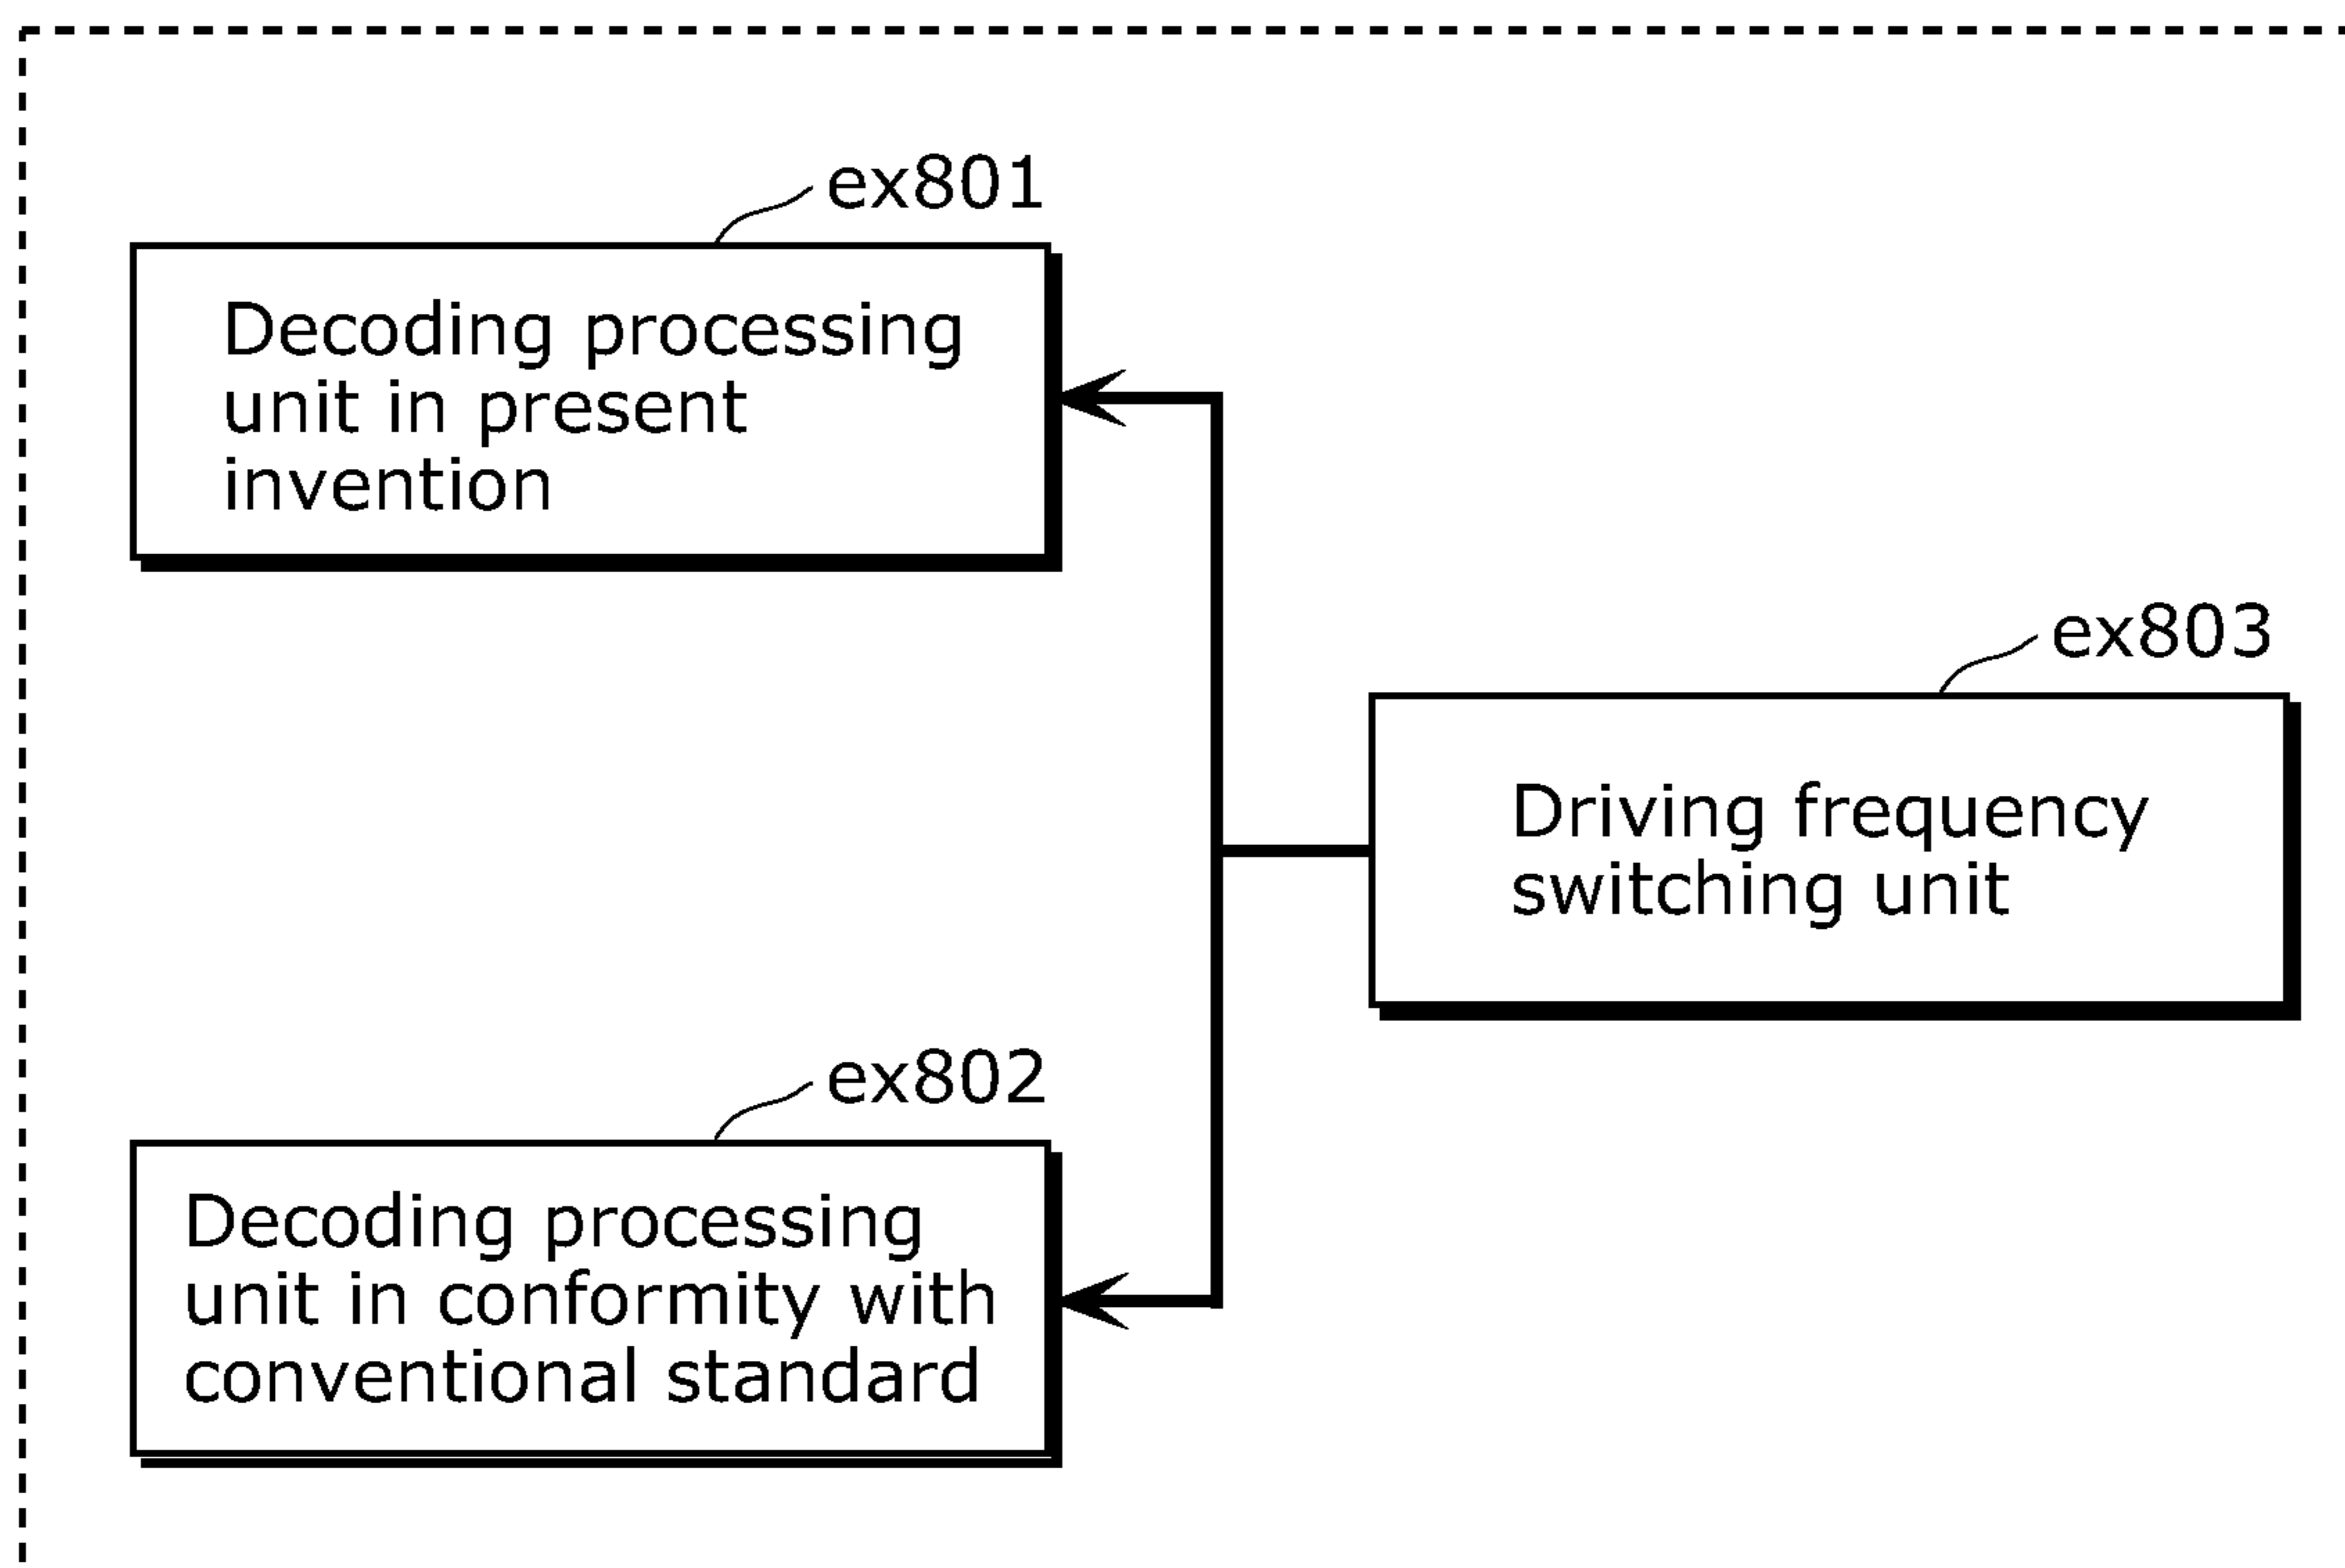 ex801
Decoding processing
unit in present
invention
ex803
Driving frequency
switching unit
ex802
Decoding processing
unit in conformity with
conventional standard